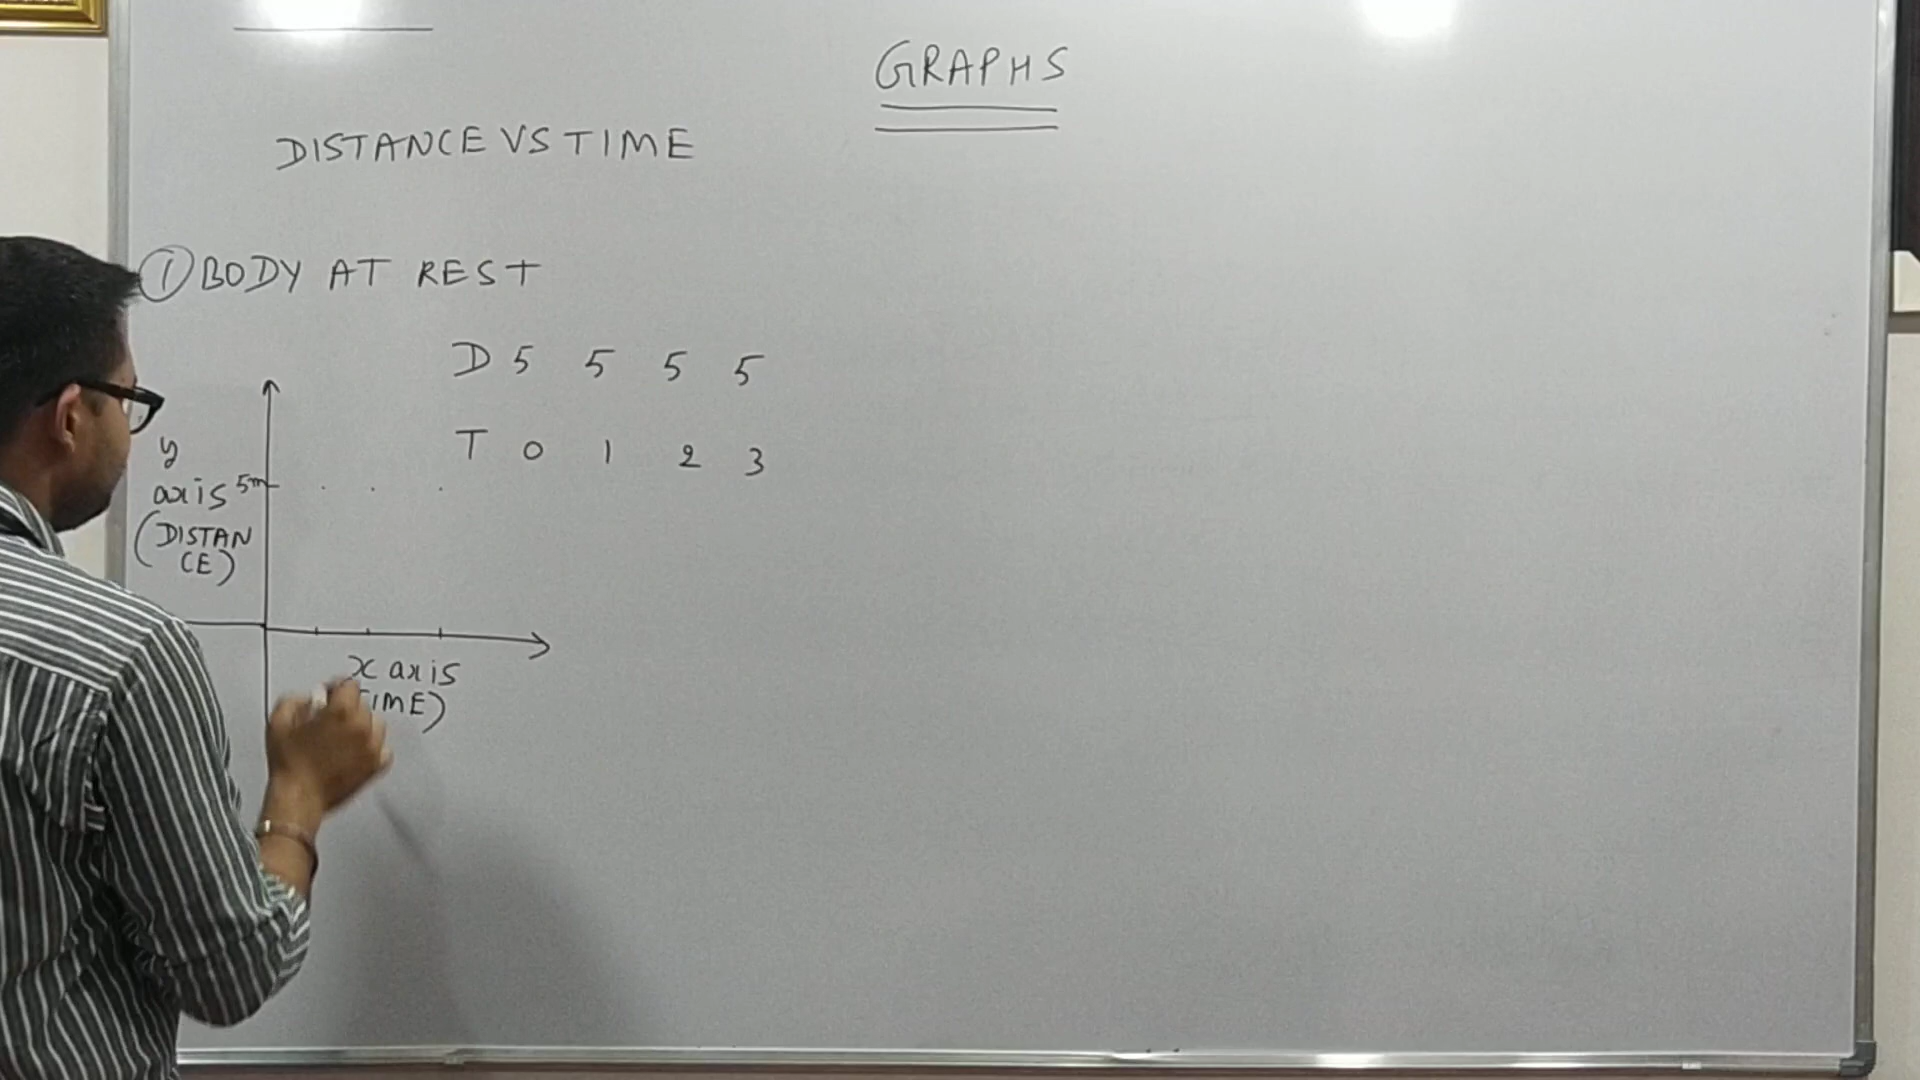 GRAPHS
DISTANCE VS TIME
① BODY AT REST
D 5 5 5 5
T 0 1 2 3
y
axis 5m
(DISTAN
CE)
x axis
TIME)